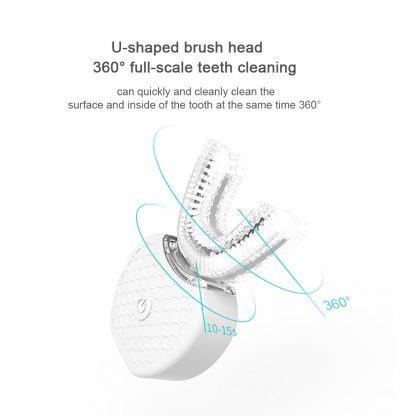 U-shaped brush head
360° full-scale teeth cleaning
can quickly and cleanly clean the
surface and inside of the tooth at the same time 360°
10-15s
360°